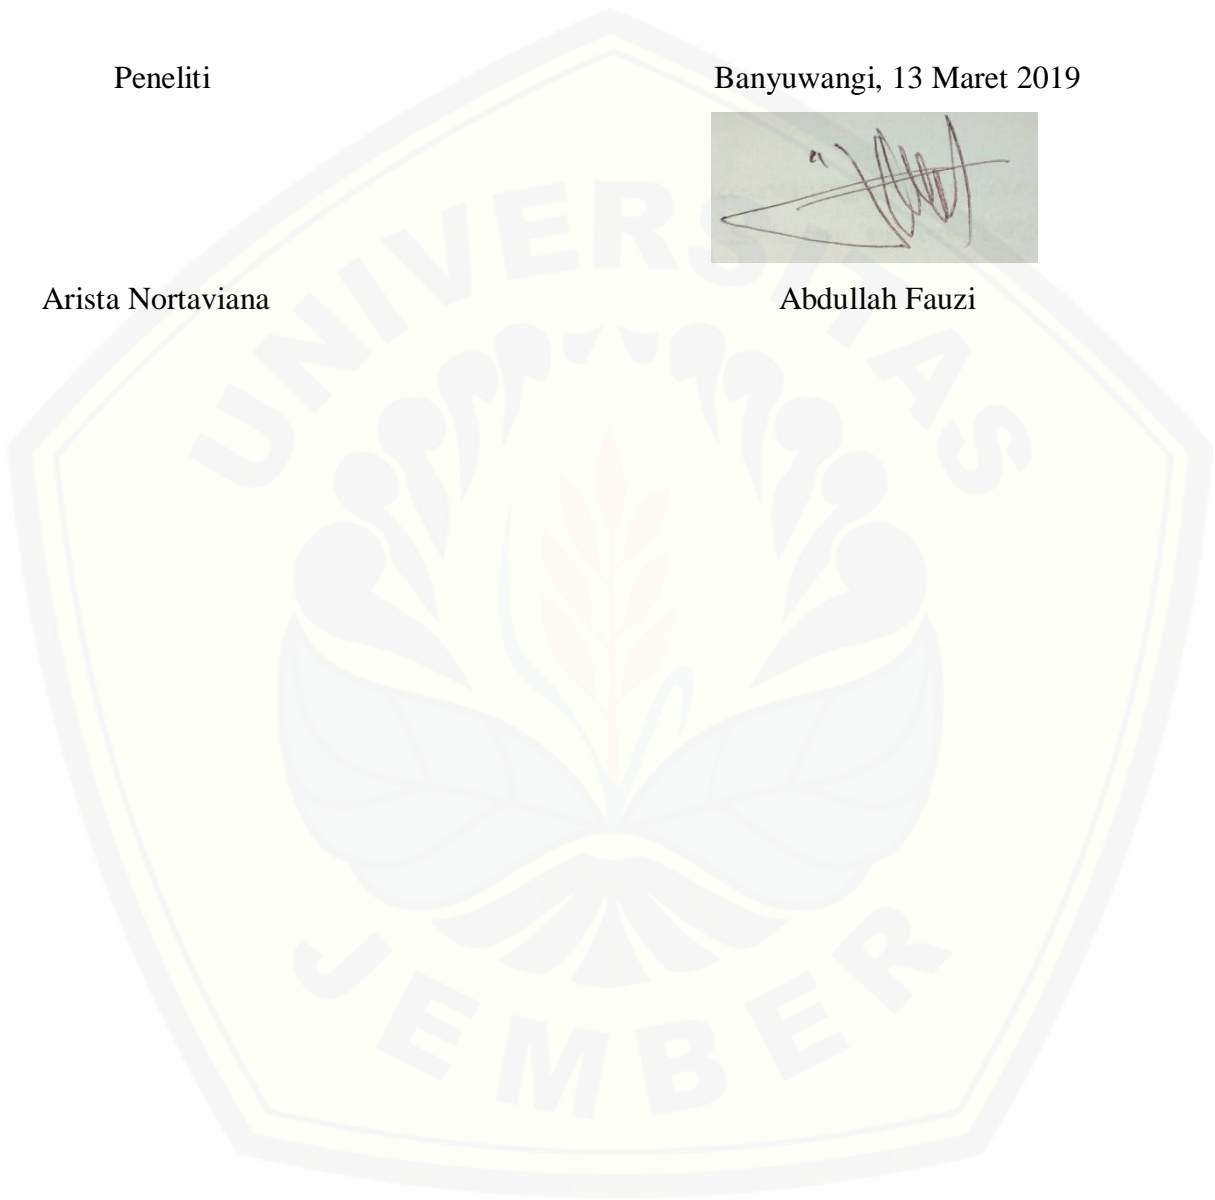 Peneliti
Banyuwangi, 13 Maret 2019
Arista Nortaviana
Abdullah Fauzi
UNIVERSITAS
JEMBER